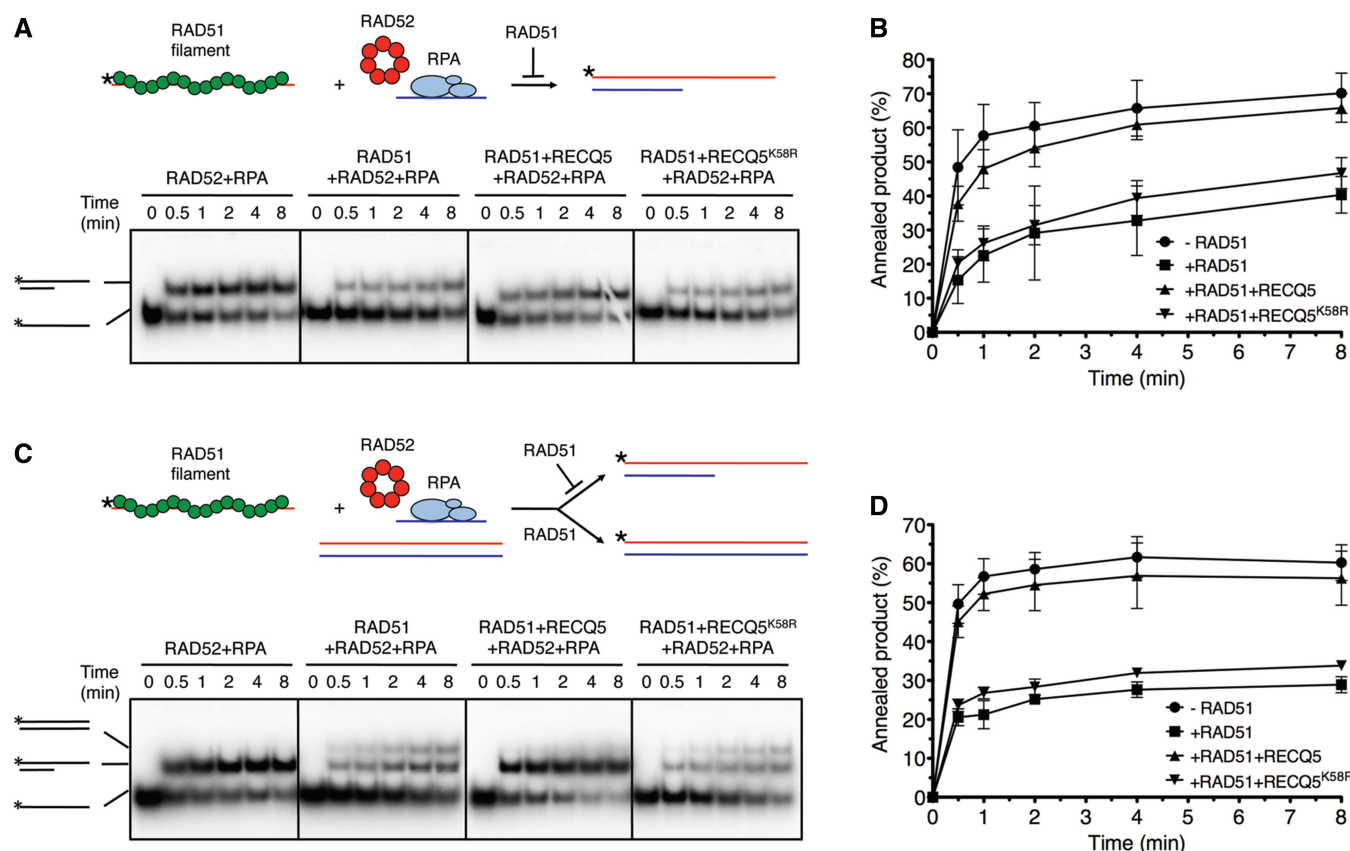 A
RAD51
filament
*
+
RAD52
RPA
RAD51
*
RAD52+RPA
RAD51
+RAD52+RPA
RAD51+RECQ5
+RAD52+RPA
RAD51+RECQ5K58R
+RAD52+RPA
Time
(min)
0 0.5 1 2 4 8 0 0.5 1 2 4 8 0 0.5 1 2 4 8 0 0.5 1 2 4 8
*
*
B
Annealed product (%)
80
70
60
50
40
30
20
10
0
- RAD51
+RAD51
+RAD51+RECQ5
+RAD51+RECQ5K58R
0 1 2 3 4 5 6 7 8
Time (min)
C
RAD51
filament
*
+
RAD52
RPA
RAD51
RAD51
*
*
RAD52+RPA
RAD51
+RAD52+RPA
RAD51+RECQ5
+RAD52+RPA
RAD51+RECQ5K58R
+RAD52+RPA
Time
(min)
0 0.5 1 2 4 8 0 0.5 1 2 4 8 0 0.5 1 2 4 8 0 0.5 1 2 4 8
*
*
*
D
Annealed product (%)
70
60
50
40
30
20
10
0
- RAD51
+RAD51
+RAD51+RECQ5
+RAD51+RECQ5K58R
0 1 2 3 4 5 6 7 8
Time (min)